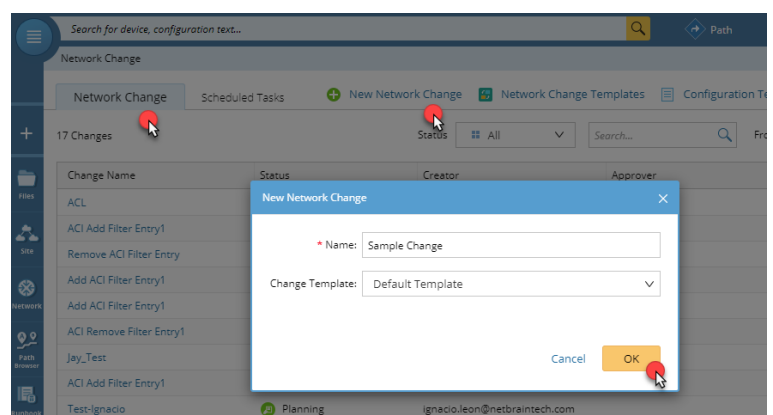 Search for device, configuration text...
Path
Network Change
Network Change
Scheduled Tasks
New Network Change
Network Change Templates
Configuration Te
17 Changes
Status
All
Search...
Fro
Change Name
Status
Creator
Approver
Files
ACL
New Network Change
ACI Add Filter Entry1
* Name:
Sample Change
Site
Remove ACI Filter Entry
Add ACI Filter Entry1
Change Template:
Default Template
Network
Add ACI Filter Entry1
ACI Remove Filter Entry1
Path Browser
Jay_Test
Cancel
OK
ACI Add Filter Entry1
Runbook
Test-Ignacio
Planning
ignacio.leon@netbraintech.com